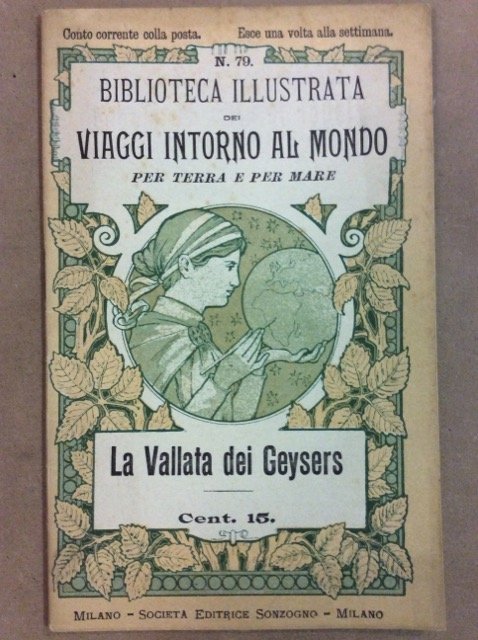 Conto corrente colla posta. Esce una volta alla settimana.
N. 79.
BIBLIOTECA ILLUSTRATA
DEI
VIAGGI INTORNO AL MONDO
PER TERRA E PER MARE
La Vallata dei Geysers
Cent. 15.
MILANO – SOCIETÀ EDITRICE SONZOGNO – MILANO